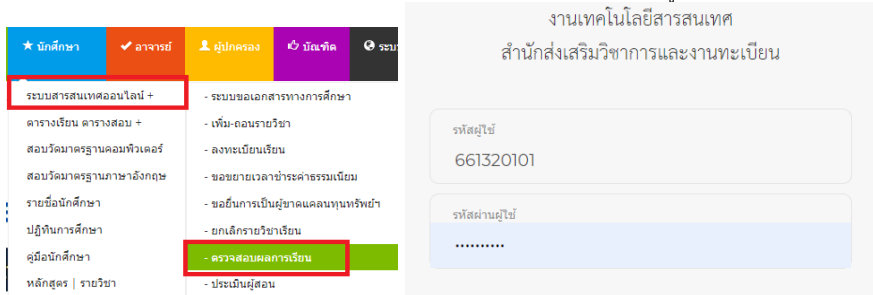 นักศึกษา
อาจารย์
ผู้ปกครอง
บัณฑิต
ระบบสารสนเทศออนไลน์ +
ตารางเรียน ตารางสอบ +
สอบวัดมาตรฐานคอมพิวเตอร์
สอบวัดมาตรฐานภาษาอังกฤษ
รายชื่อนักศึกษา
ปฏิทินการศึกษา
คู่มือนักศึกษา
หลักสูตร | รายวิชา
- ระบบขอเอกสารทางการศึกษา
- เพิ่ม-ถอนรายวิชา
- ลงทะเบียนเรียน
- ขอขยายเวลาชำระค่าธรรมเนียม
- ขอยื่นการเป็นผู้ขาดแคลนทุนทรัพย์ฯ
- ยกเลิกรายวิชาเรียน
- ตรวจสอบผลการเรียน
- ประเมินผู้สอน
งานเทคโนโลยีสารสนเทศ
สำนักส่งเสริมวิชาการและงานทะเบียน
รหัสผู้ใช้
661320101
รหัสผ่านผู้ใช้